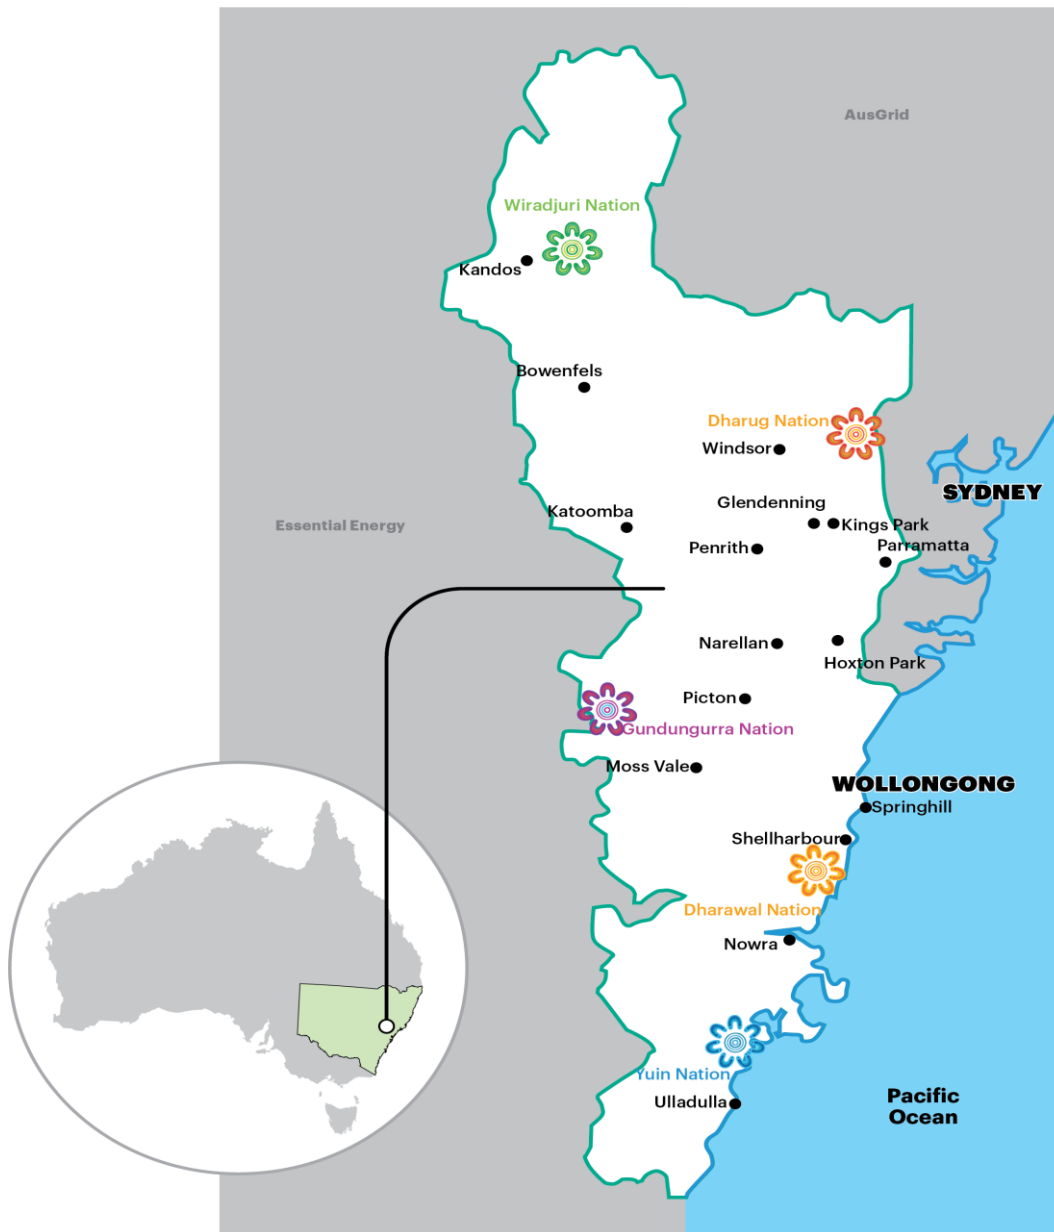 AusGrid
Wiradjuri Nation
Kandos
Bowenfels
Dharug Nation
Windsor
SYDNEY
Glendenning
Katoomba
Essential Energy
Kings Park
Penrith
Parramatta
Narellan
Hoxton Park
Picton
Gundungurra Nation
Moss Vale
WOLLONGONG
Springhill
Shellharbour
Dharawal Nation
Nowra
Yuin Nation
Ulladulla
Pacific
Ocean